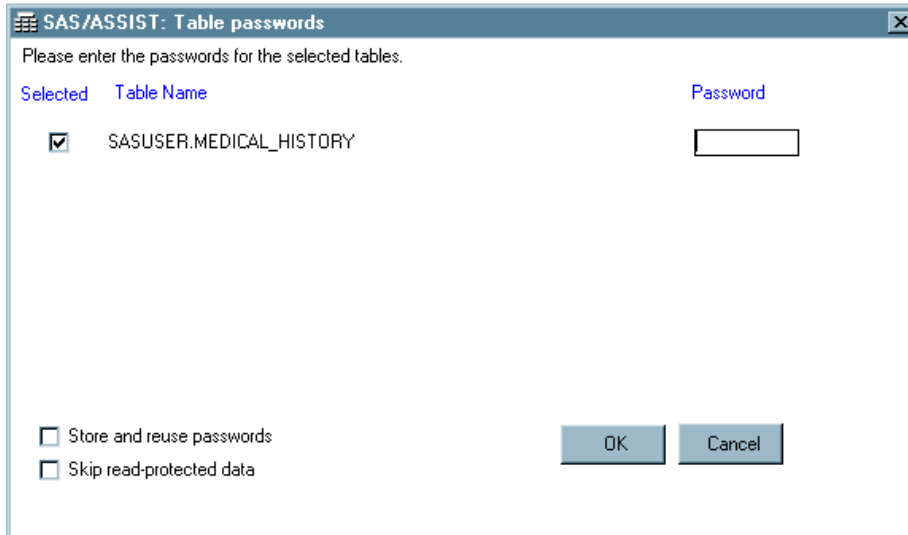 SAS/ASSIST: Table passwords
Please enter the passwords for the selected tables.
Selected Table Name Password
SASUSER.MEDICAL_HISTORY
Store and reuse passwords
OK Cancel
Skip read-protected data